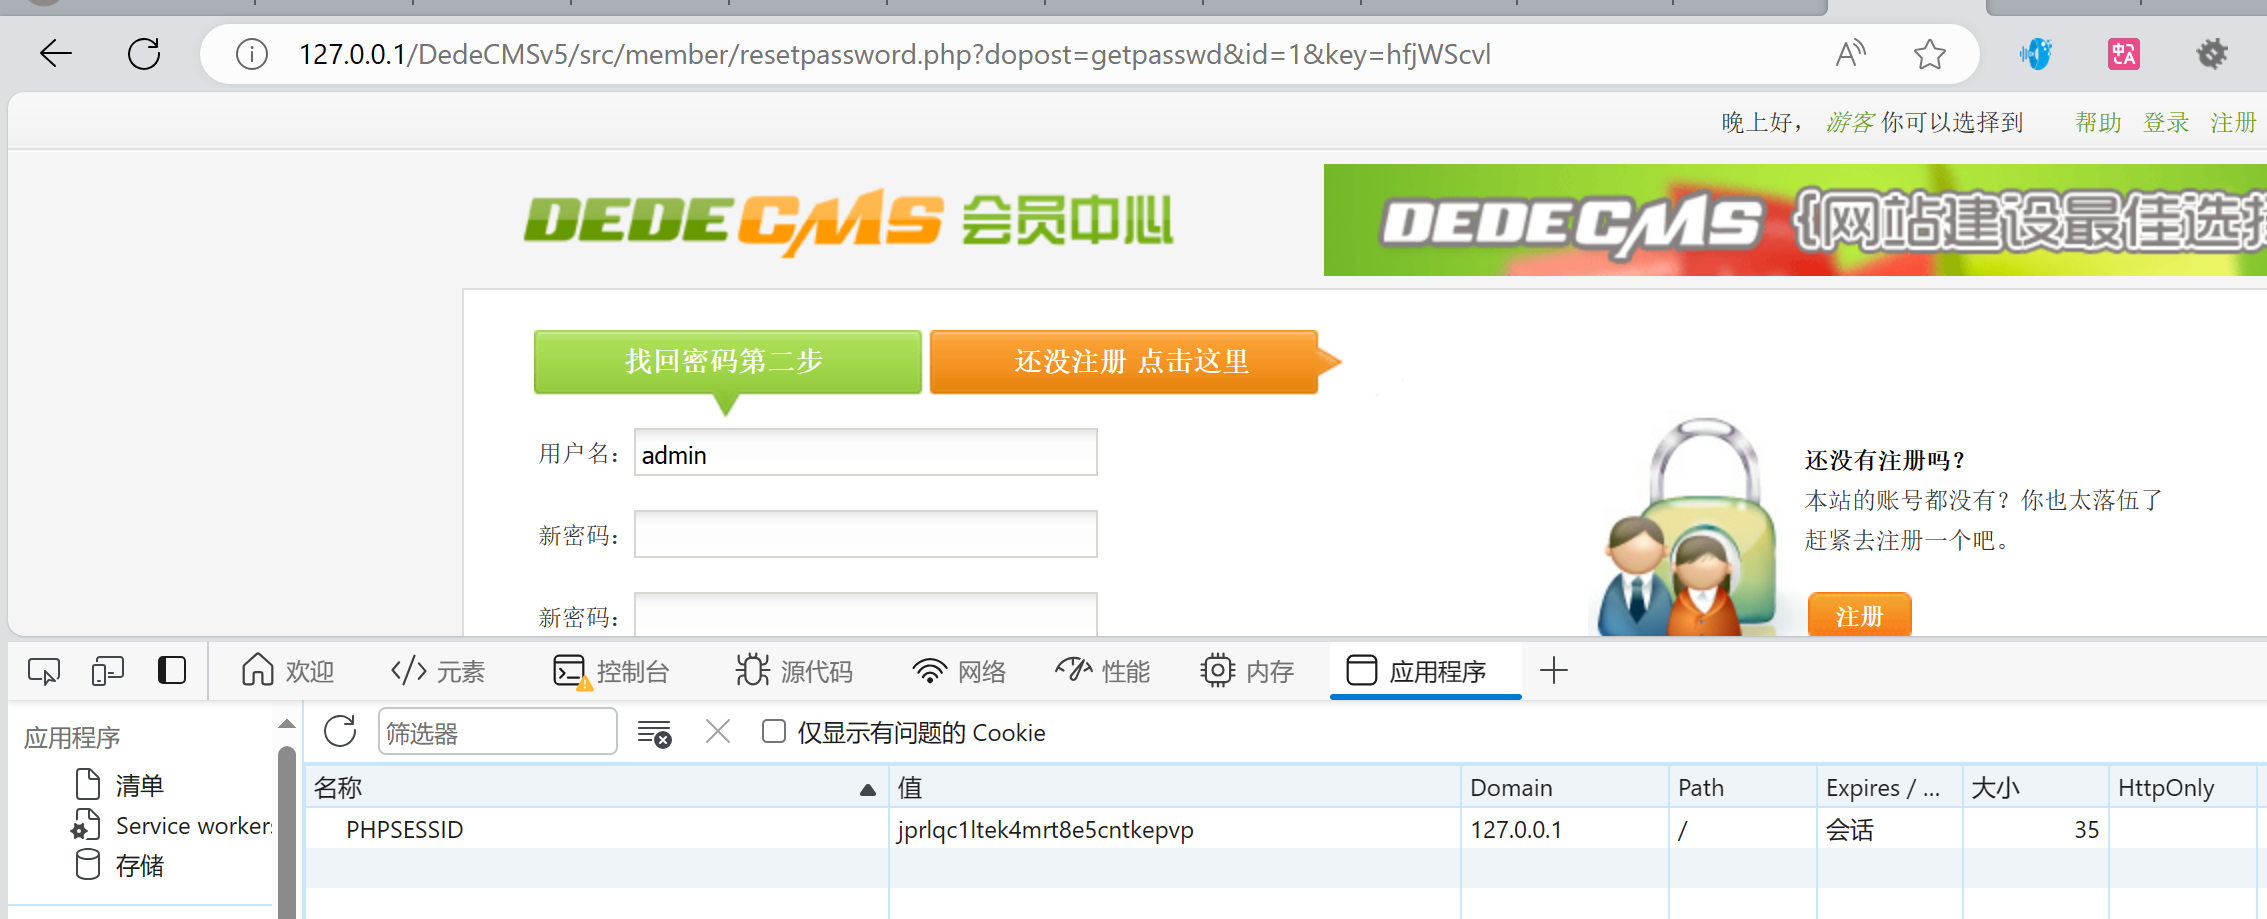 127.0.0.1/DedeCMSv5/src/member/resetpassword.php?dopost=getpasswd&id=1&key=hfjWScvl
晚上好， 游客 你可以选择到 帮助 登录 注册
DEDECMS 会员中心
DEDECMS {网站建设最佳选择
找回密码第二步 还没注册 点击这里
用户名： admin
还没有注册吗？
本站的账号都没有？你也太落伍了
新密码：
赶紧去注册一个吧。
新密码：
注册
欢迎 元素 控制台 源代码 网络 性能 内存 应用程序
应用程序
筛选器 仅显示有问题的 Cookie
清单
Service worker
存储
名称 值 Domain Path Expires / ... 大小 HttpOnly
PHPSESSID jprlqc1ltek4mrt8e5cntkepvp 127.0.0.1 / 会话 35